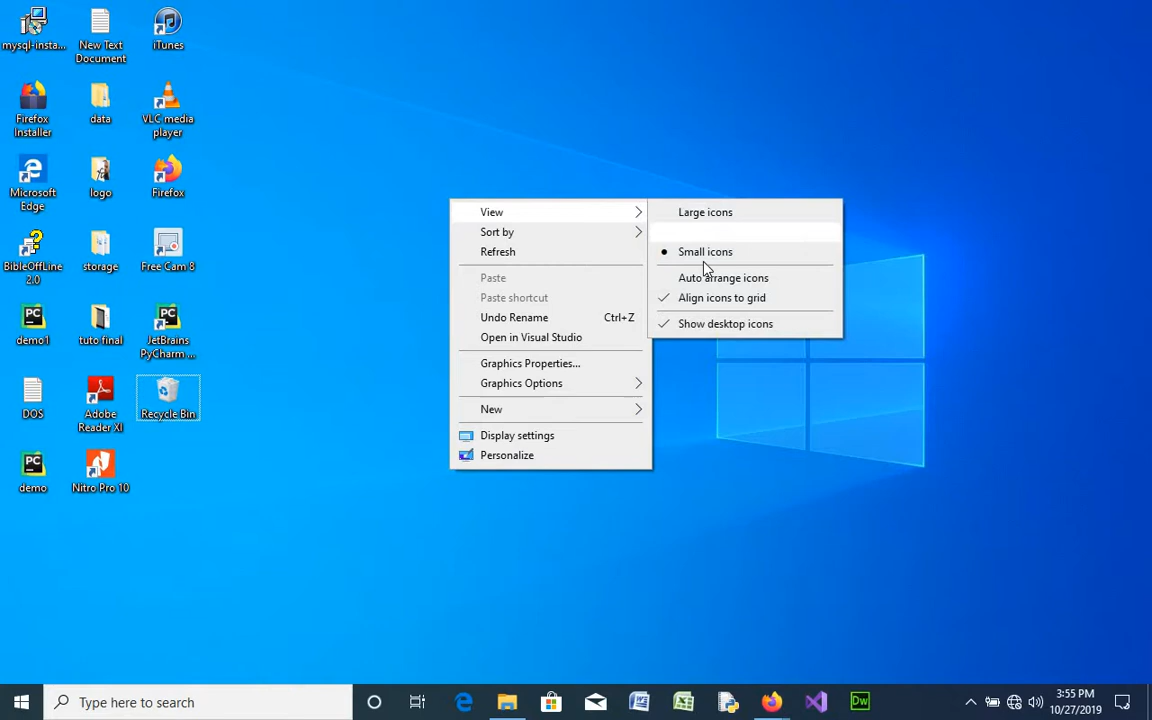 mysql-insta...
New Text
Document
iTunes
Firefox
Installer
data
VLC media
player
Microsoft
Edge
logo
Firefox
BibleOffLine
2.0
storage
Free Cam 8
demo1
tuto final
JetBrains
PyCharm ...
DOS
Adobe
Reader XI
Recycle Bin
demo
Nitro Pro 10
View
Sort by
Refresh
Paste
Paste shortcut
Undo Rename Ctrl+Z
Open in Visual Studio
Graphics Properties...
Graphics Options
New
Display settings
Personalize
Large icons
Small icons
Auto arrange icons
Align icons to grid
Show desktop icons
Type here to search
3:55 PM
10/27/2019